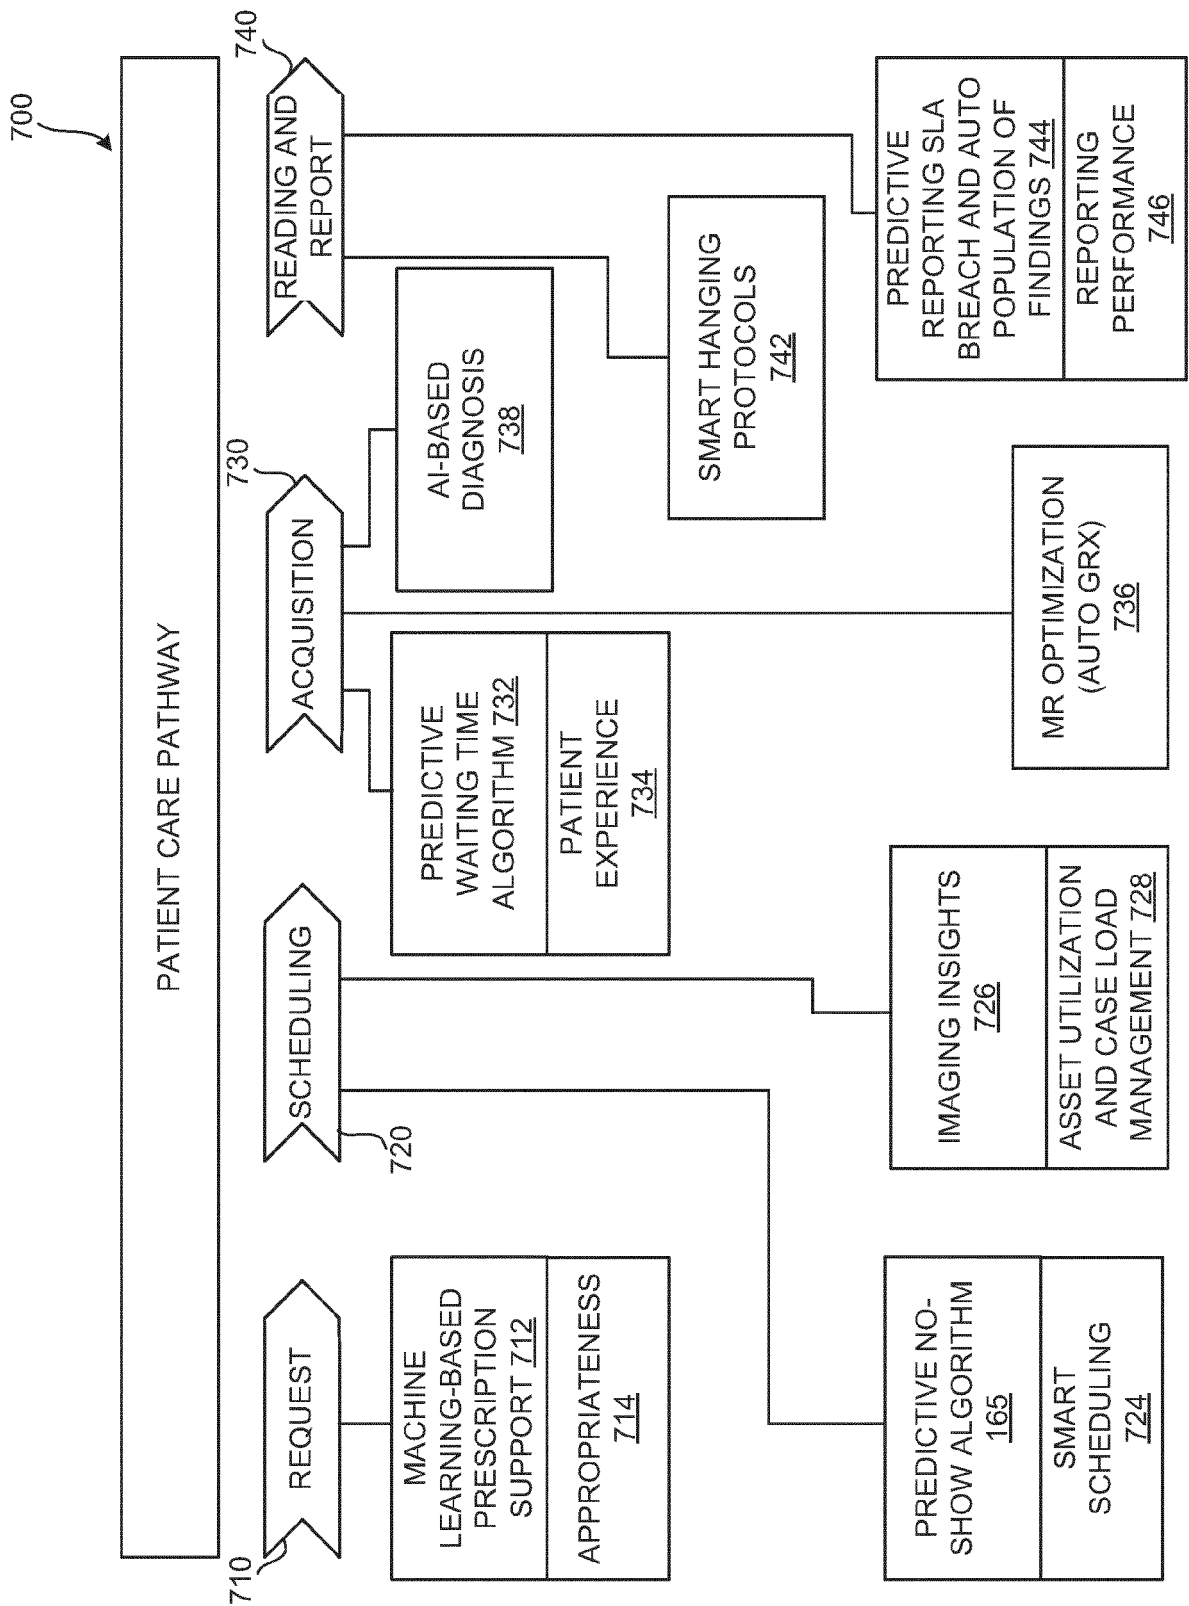 700
PATIENT CARE PATHWAY
710
REQUEST
SCHEDULING
720
ACQUISITION
730
READING AND
REPORT
740
MACHINE
LEARNING-BASED
PRESCRIPTION
SUPPORT 712
APPROPRIATENESS
714
PREDICTIVE
WAITING TIME
ALGORITHM 732
PATIENT
EXPERIENCE
734
AI-BASED
DIAGNOSIS
738
SMART HANGING
PROTOCOLS
742
PREDICTIVE NO-
SHOW ALGORITHM
165
SMART
SCHEDULING
724
IMAGING INSIGHTS
726
ASSET UTILIZATION
AND CASE LOAD
MANAGEMENT 728
MR OPTIMIZATION
(AUTO GRX)
736
PREDICTIVE
REPORTING SLA
BREACH AND AUTO
POPULATION OF
FINDINGS 744
REPORTING
PERFORMANCE
746